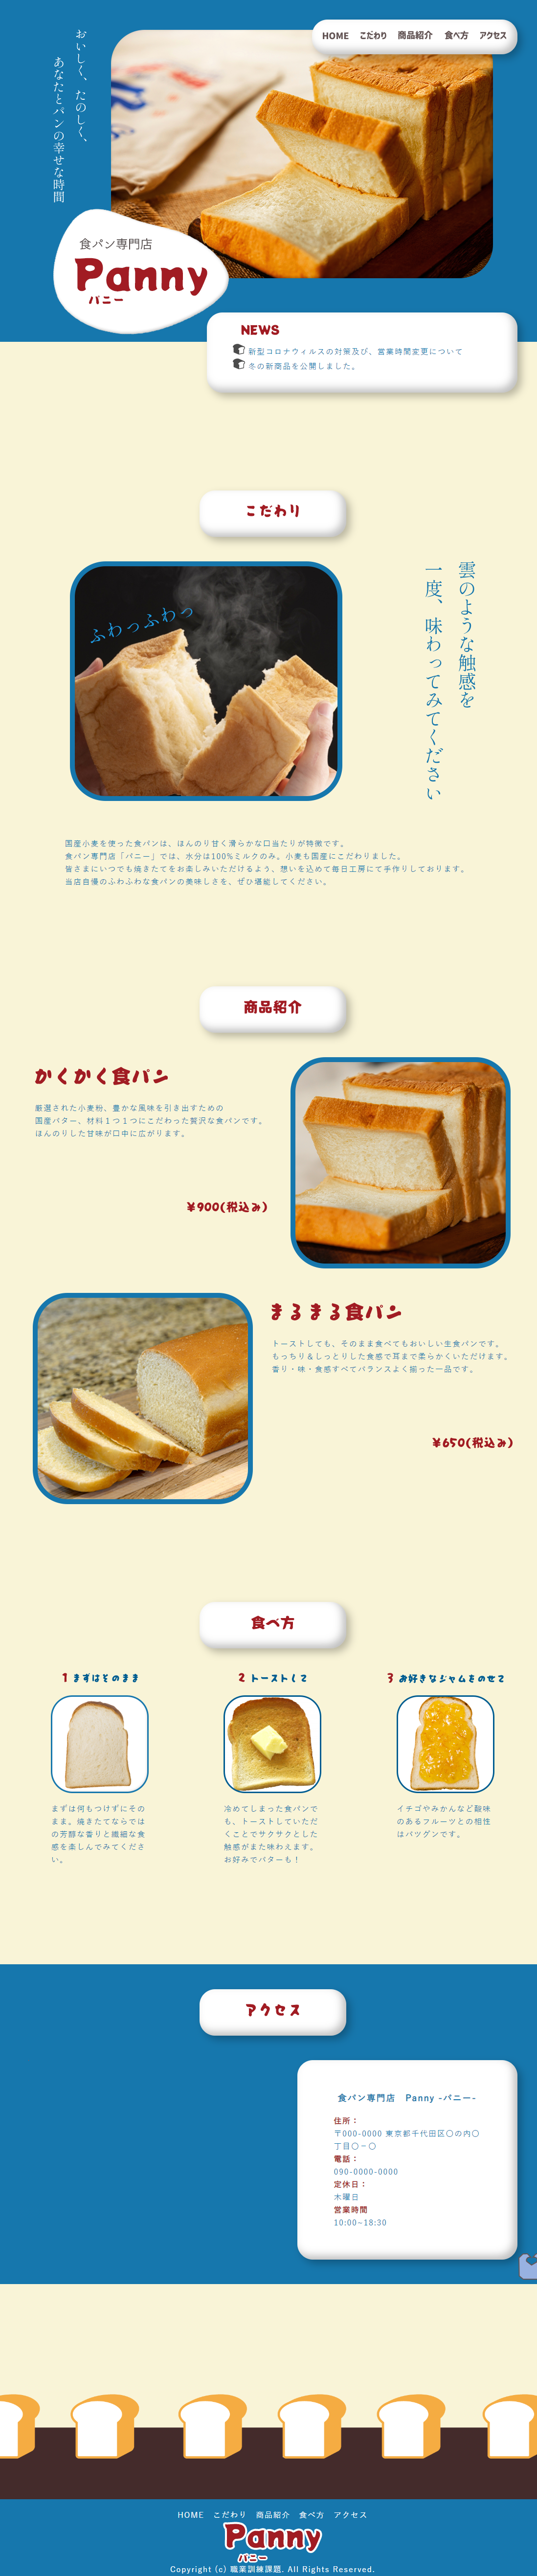 HOME こだわり 商品紹介 食べ方 アクセス
おいしく、たのしく、
あなたとパンの幸せな時間
食パン専門店
Panny
パニー
NEWS
新型コロナウィルスの対策及び、営業時間変更について
冬の新商品を公開しました。
こだわり
ふわっふわっ
雲のような触感を
一度、味わってみてください
国産小麦を使った食パンは、ほんのり甘く滑らかな口当たりが特徴です。
食パン専門店「パニー」では、水分は100%ミルクのみ。小麦も国産にこだわりました。
皆さまにいつでも焼きたてをお楽しみいただけるよう、想いを込めて毎日工房にて手作りしております。
当店自慢のふわふわな食パンの美味しさを、ぜひ堪能してください。
商品紹介
かくかく食パン
厳選された小麦粉、豊かな風味を引き出すための
国産バター、材料１つ１つにこだわった贅沢な食パンです。
ほんのりした甘味が口中に広がります。
￥900(税込み)
まるまる食パン
トーストしても、そのまま食べてもおいしい生食パンです。
もっちり＆しっとりした食感で耳まで柔らかくいただけます。
香り・味・食感すべてバランスよく揃った一品です。
￥650(税込み)
食べ方
1 まずはそのまま
まずは何もつけずにその
まま。焼きたてならでは
の芳醇な香りと繊細な食
感を楽しんでみてくださ
い。
2 トーストして
冷めてしまった食パンで
も、トーストしていただ
くことでサクサクとした
触感がまた味わえます。
お好みでバターも！
3 お好きなジャムをのせて
イチゴやみかんなど酸味
のあるフルーツとの相性
はバツグンです。
アクセス
食パン専門店　Panny -パニー-
住所：
〒000-0000 東京都千代田区〇の内〇
丁目〇－〇
電話：
090-0000-0000
定休日：
木曜日
営業時間
10:00~18:30
HOME こだわり 商品紹介 食べ方 アクセス
Panny
パニー
Copyright (c) 職業訓練課題. All Rights Reserved.